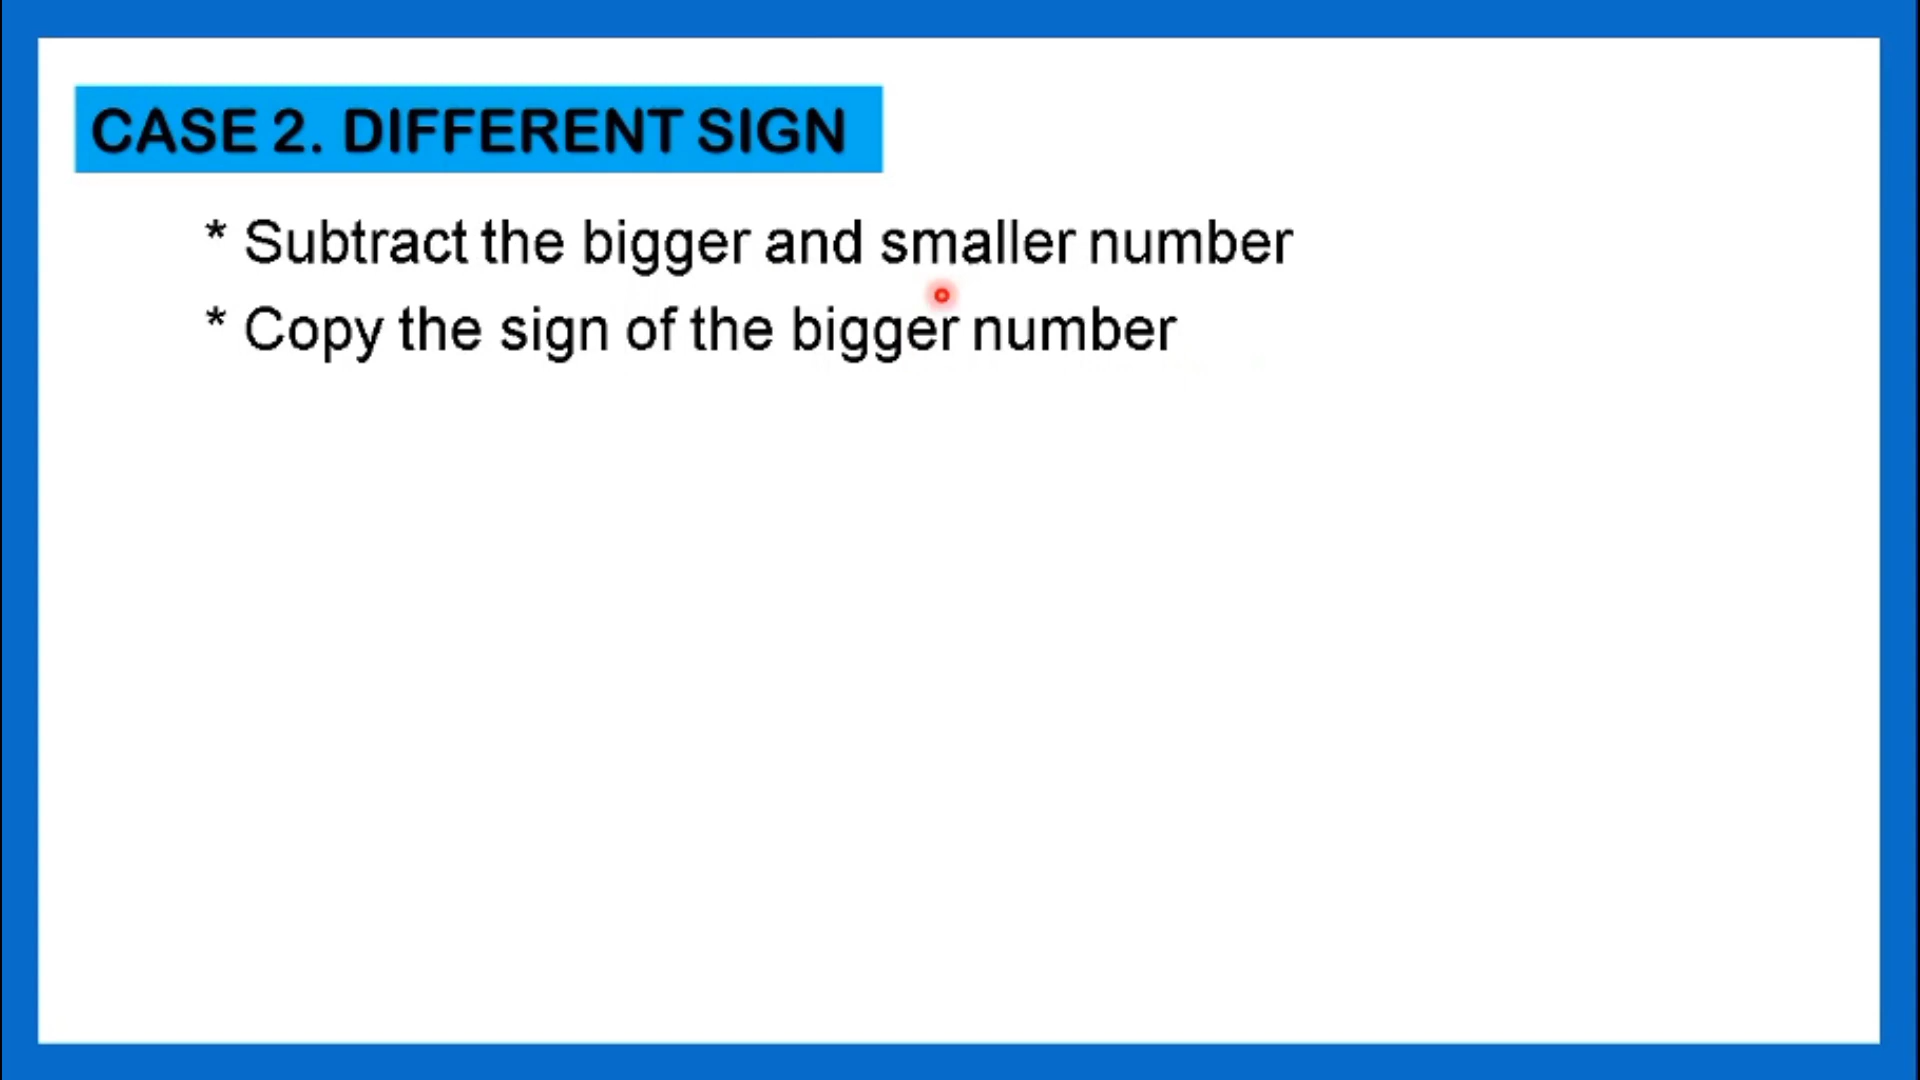 CASE 2. DIFFERENT SIGN
* Subtract the bigger and smaller number
* Copy the sign of the bigger number